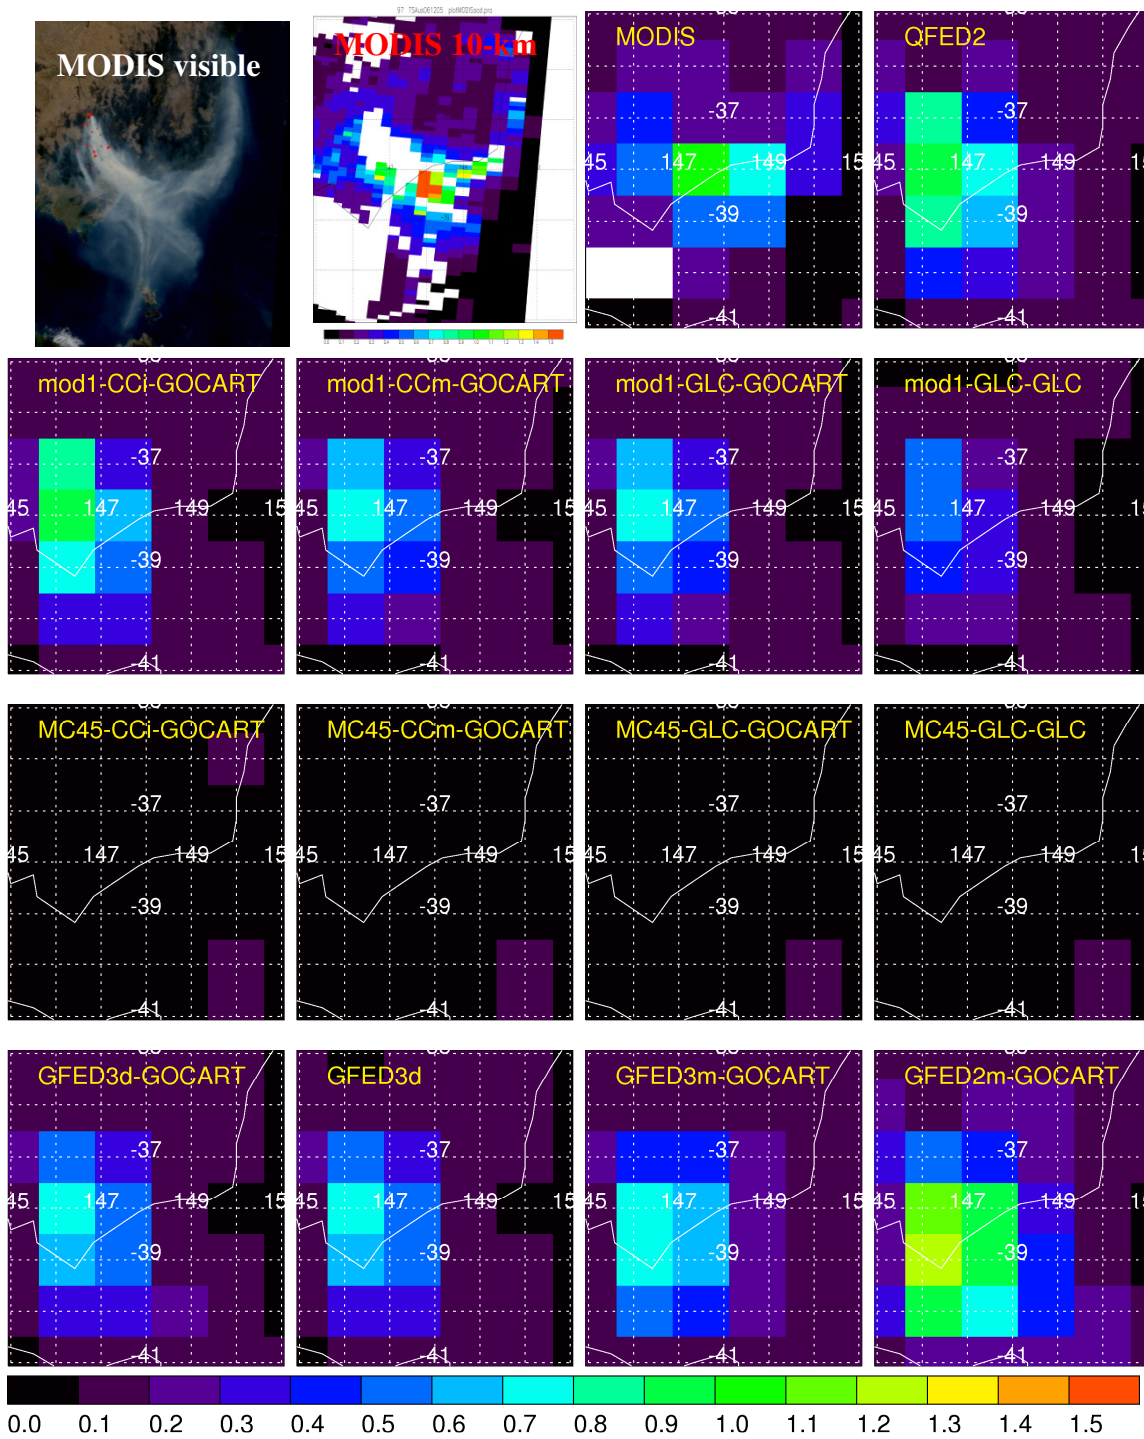 97 TSAus061205 plotMODISaod.pro
MODIS visible
MODIS 10-km
MODIS
QFED2
-37
-37
45 147 149 15
45 147 149 15
-39
-39
-41
-41
mod1-CCi-GOCART
mod1-CCm-GOCART
mod1-GLC-GOCART
mod1-GLC-GLC
-37
-37
-37
-37
45 147 149 15
45 147 149 15
45 147 149 15
45 147 149 15
-39
-39
-39
-39
-41
-41
-41
-41
MC45-CCi-GOCART
MC45-CCm-GOCART
MC45-GLC-GOCART
MC45-GLC-GLC
-37
-37
-37
-37
45 147 149 15
45 147 149 15
45 147 149 15
45 147 149 15
-39
-39
-39
-39
-41
-41
-41
-41
GFED3d-GOCART
GFED3d
GFED3m-GOCART
GFED2m-GOCART
-37
-37
-37
-37
45 147 149 15
45 147 149 15
45 147 149 15
45 147 149 15
-39
-39
-39
-39
-41
-41
-41
-41
0.0 0.1 0.2 0.3 0.4 0.5 0.6 0.7 0.8 0.9 1.0 1.1 1.2 1.3 1.4 1.5